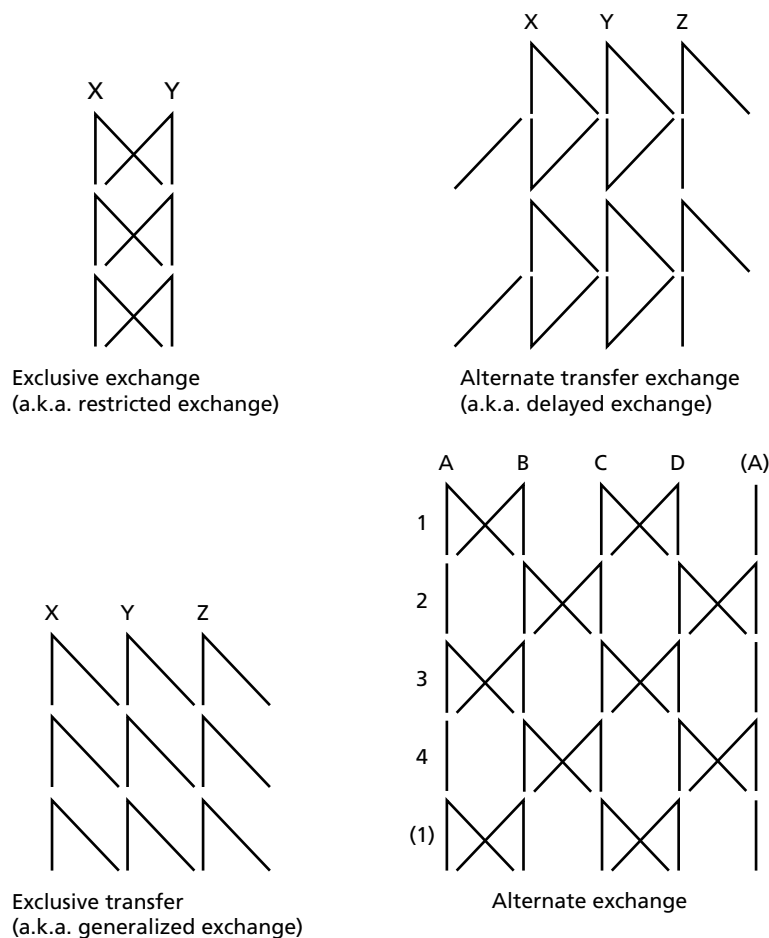 X Y
Exclusive exchange
(a.k.a. restricted exchange)
X Y Z
Alternate transfer exchange
(a.k.a. delayed exchange)
X Y Z
Exclusive transfer
(a.k.a. generalized exchange)
A B C D (A)
1
2
3
4
(1)
Alternate exchange